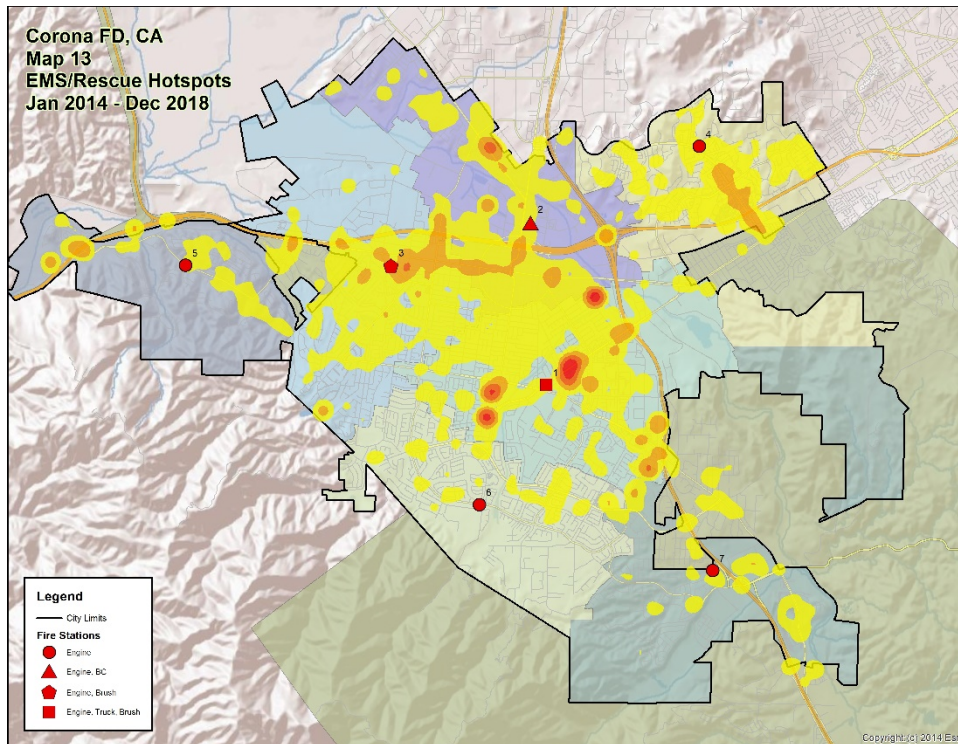 Corona FD, CA
Map 13
EMS/Rescue Hotspots
Jan 2014 - Dec 2018
4
2
5
3
1
6
7
Legend
City Limits
Fire Stations
Engine
Engine, BC
Engine, Brush
Engine, Truck, Brush
Copyright:(c) 2014 Esri